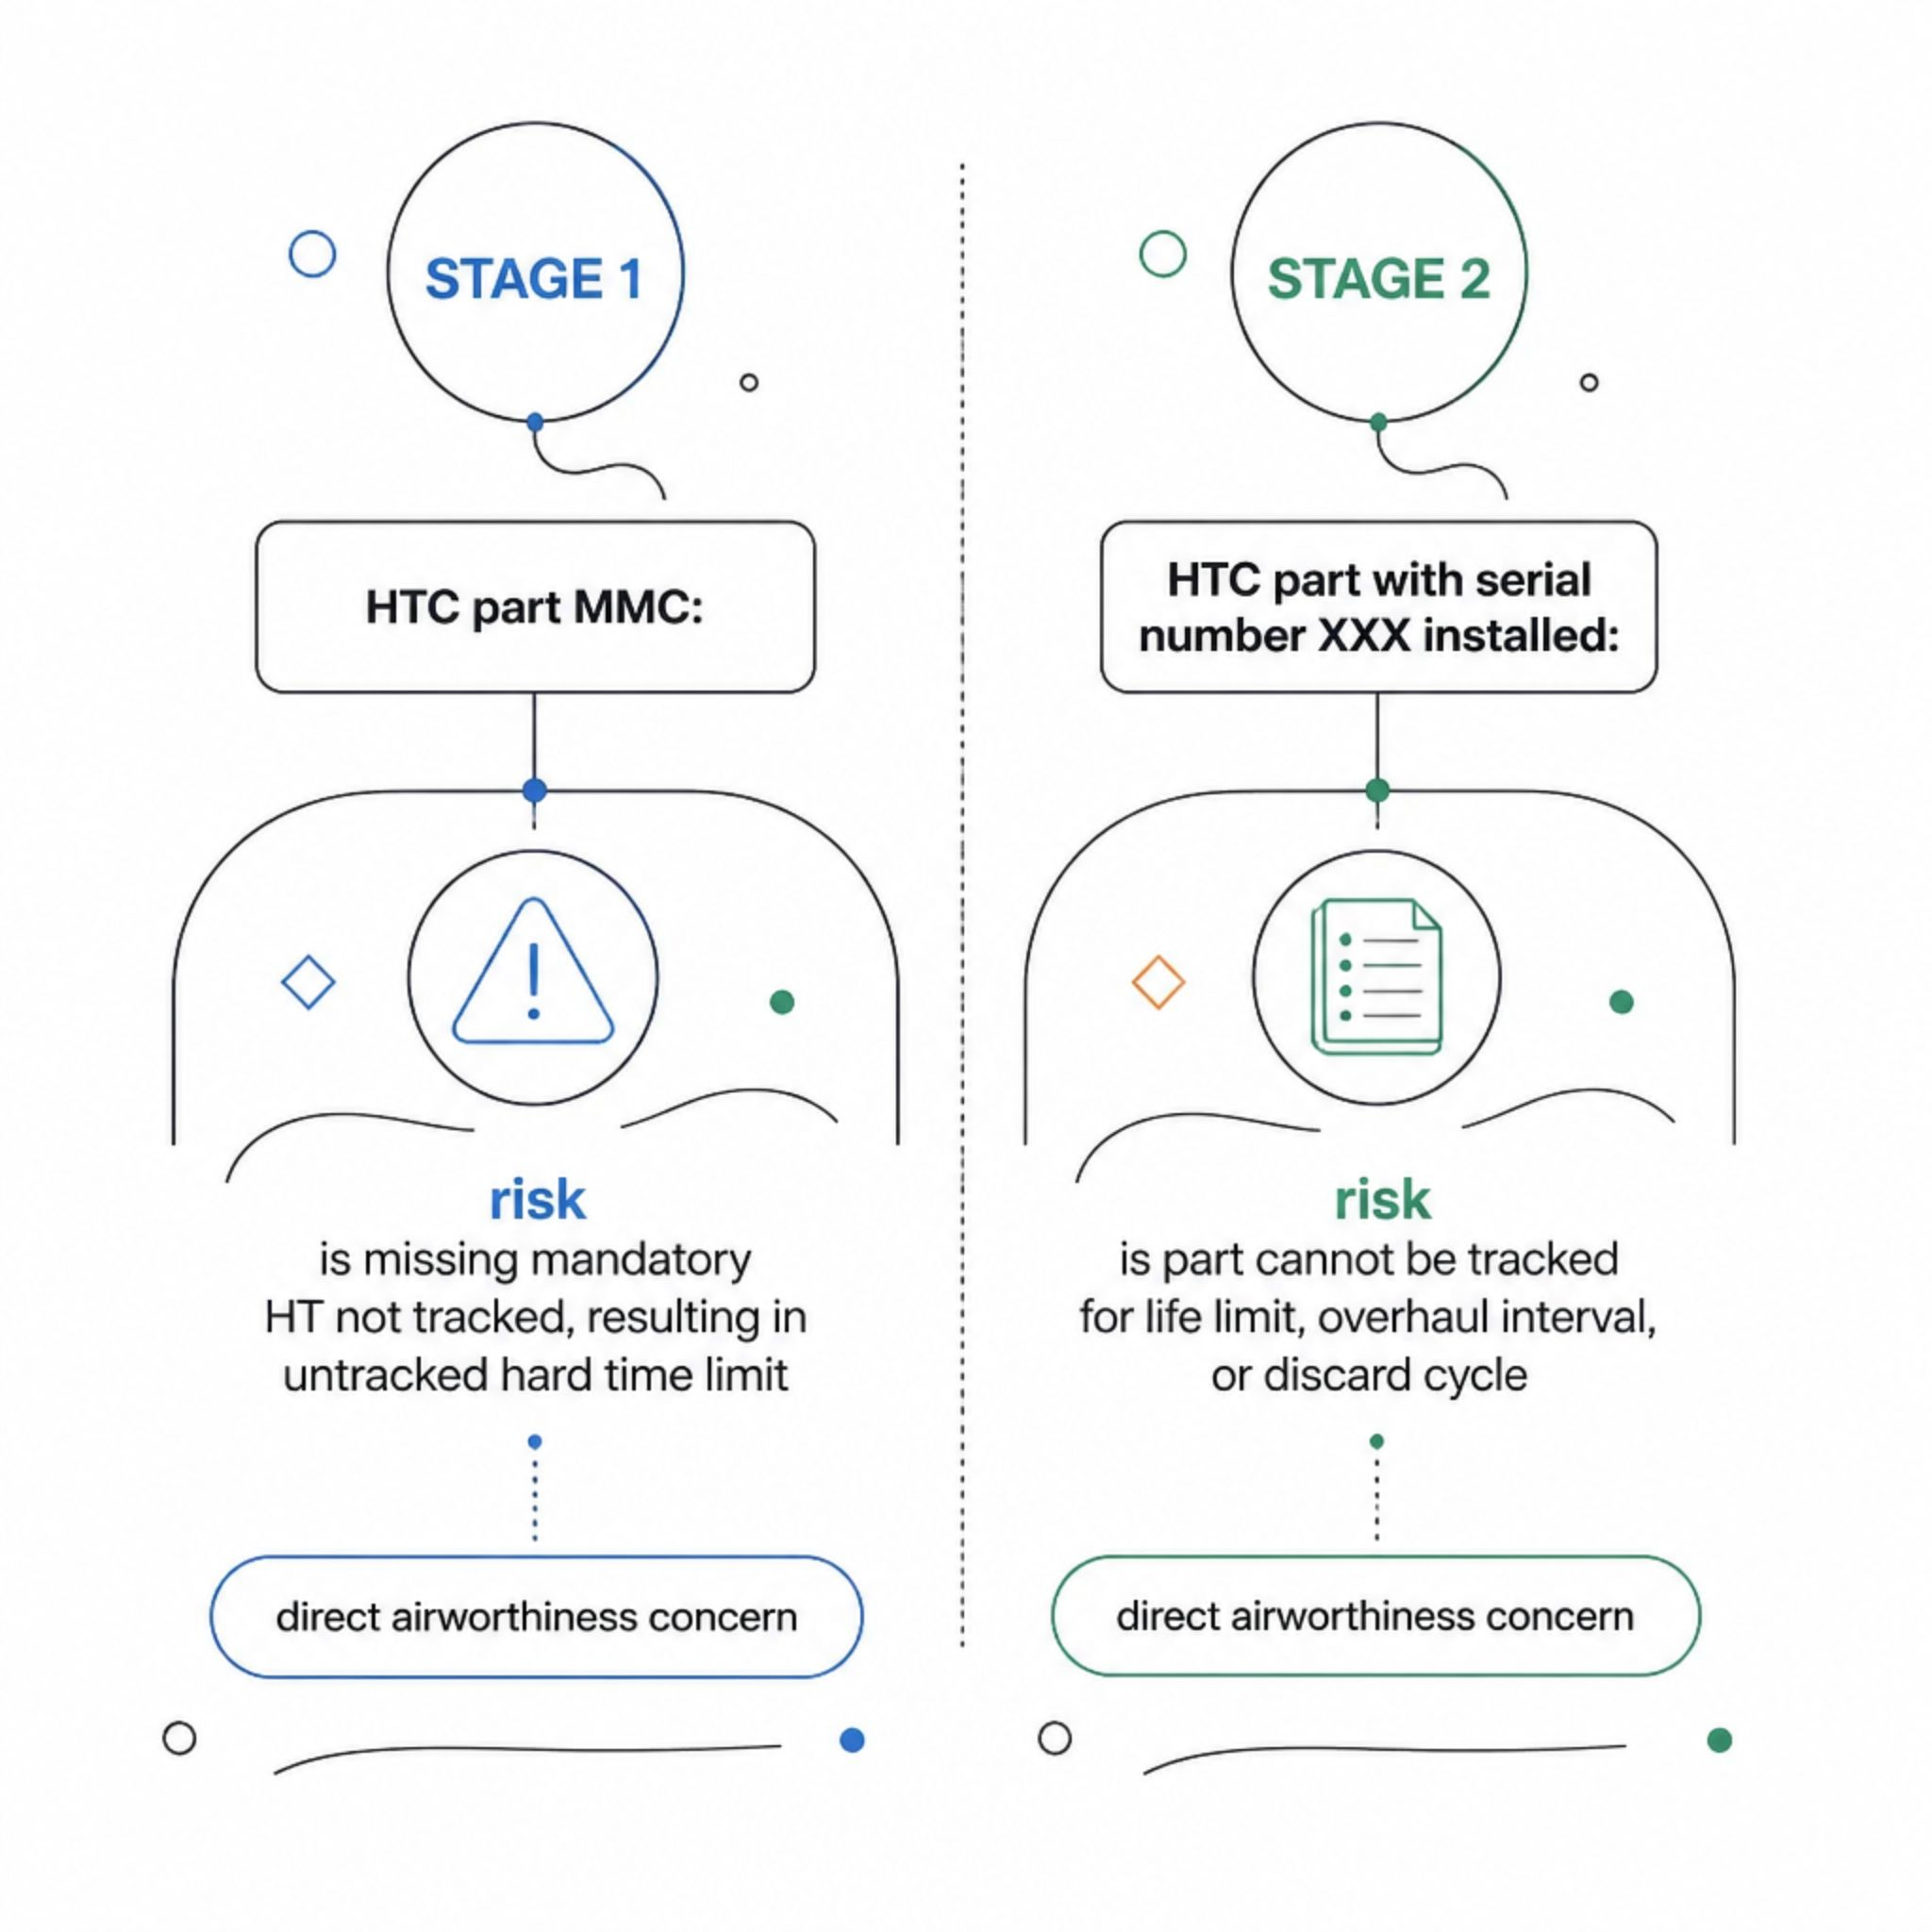 STAGE 1
HTC part MMC:
risk
is missing mandatory
HT not tracked, resulting in
untracked hard time limit
direct airworthiness concern
STAGE 2
HTC part with serial
number XXX installed:
risk
is part cannot be tracked
for life limit, overhaul interval,
or discard cycle
direct airworthiness concern